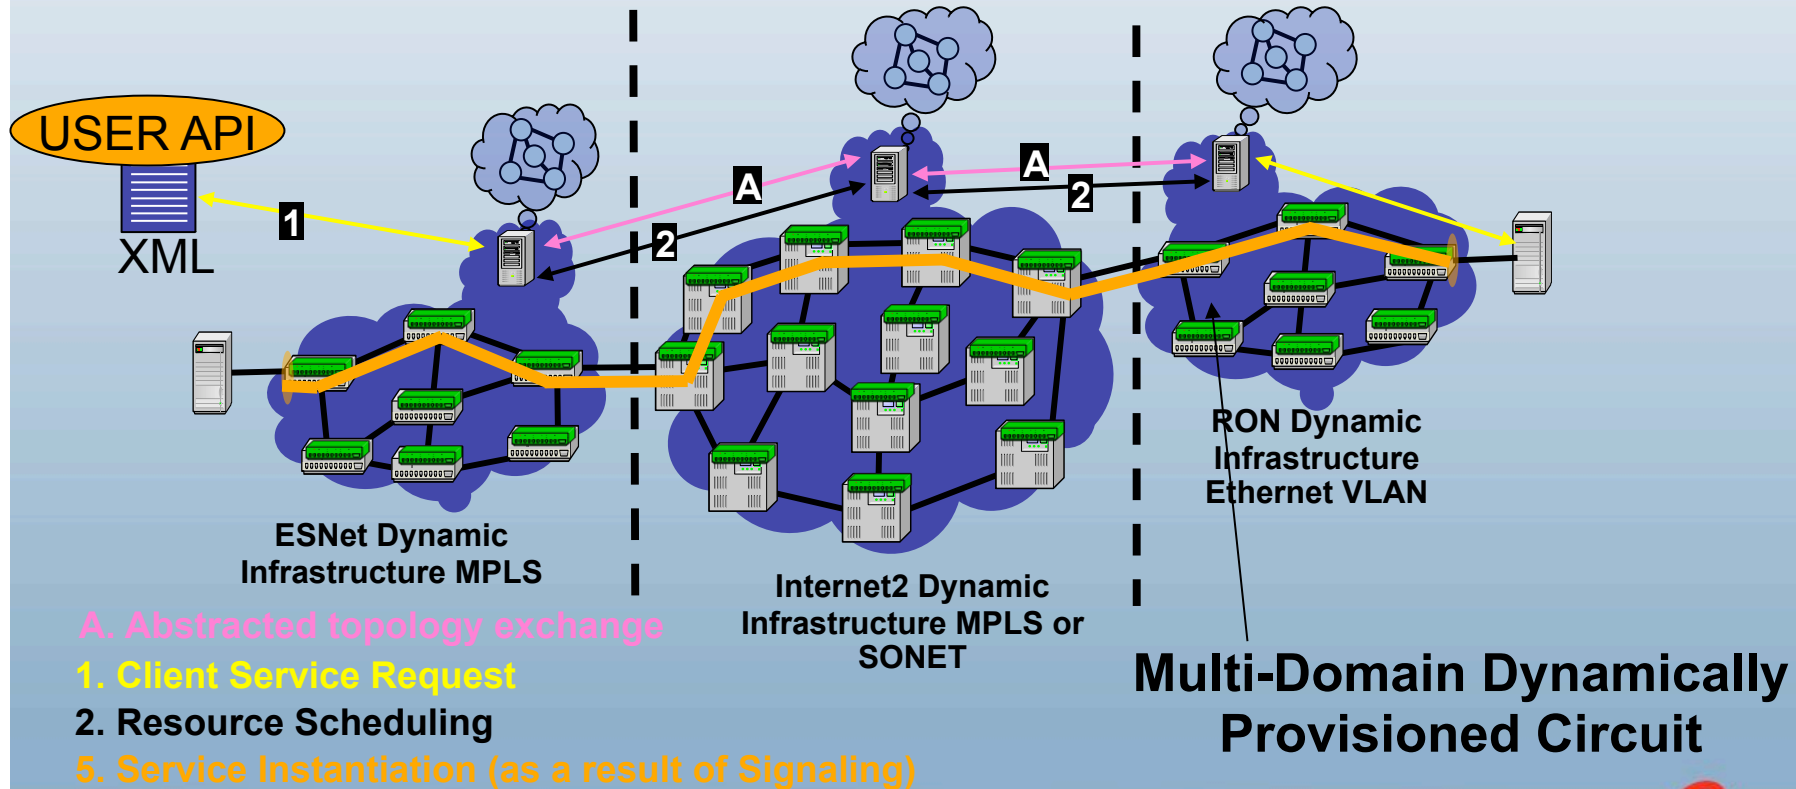 USER API
XML
1
A
2
A
2
ESNet Dynamic
Infrastructure MPLS
Internet2 Dynamic
Infrastructure MPLS or
SONET
RON Dynamic
Infrastructure
Ethernet VLAN
A. Abstracted topology exchange
1. Client Service Request
2. Resource Scheduling
5. Service Instantiation (as a result of Signaling)
Multi-Domain Dynamically
Provisioned Circuit